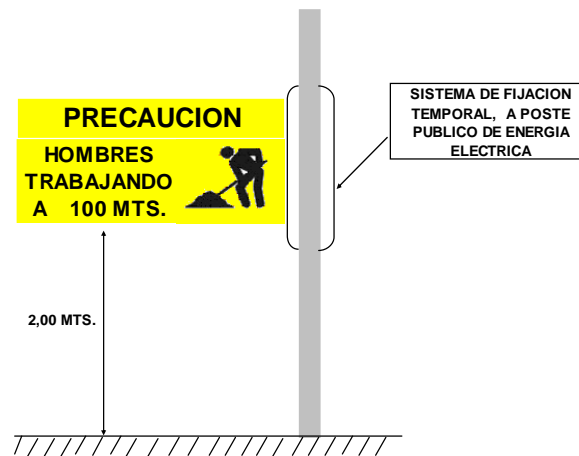 PRECAUCION
HOMBRES
TRABAJANDO
A 100 MTS.
SISTEMA DE FIJACION
TEMPORAL, A POSTE
PUBLICO DE ENERGIA
ELECTRICA
2,00 MTS.